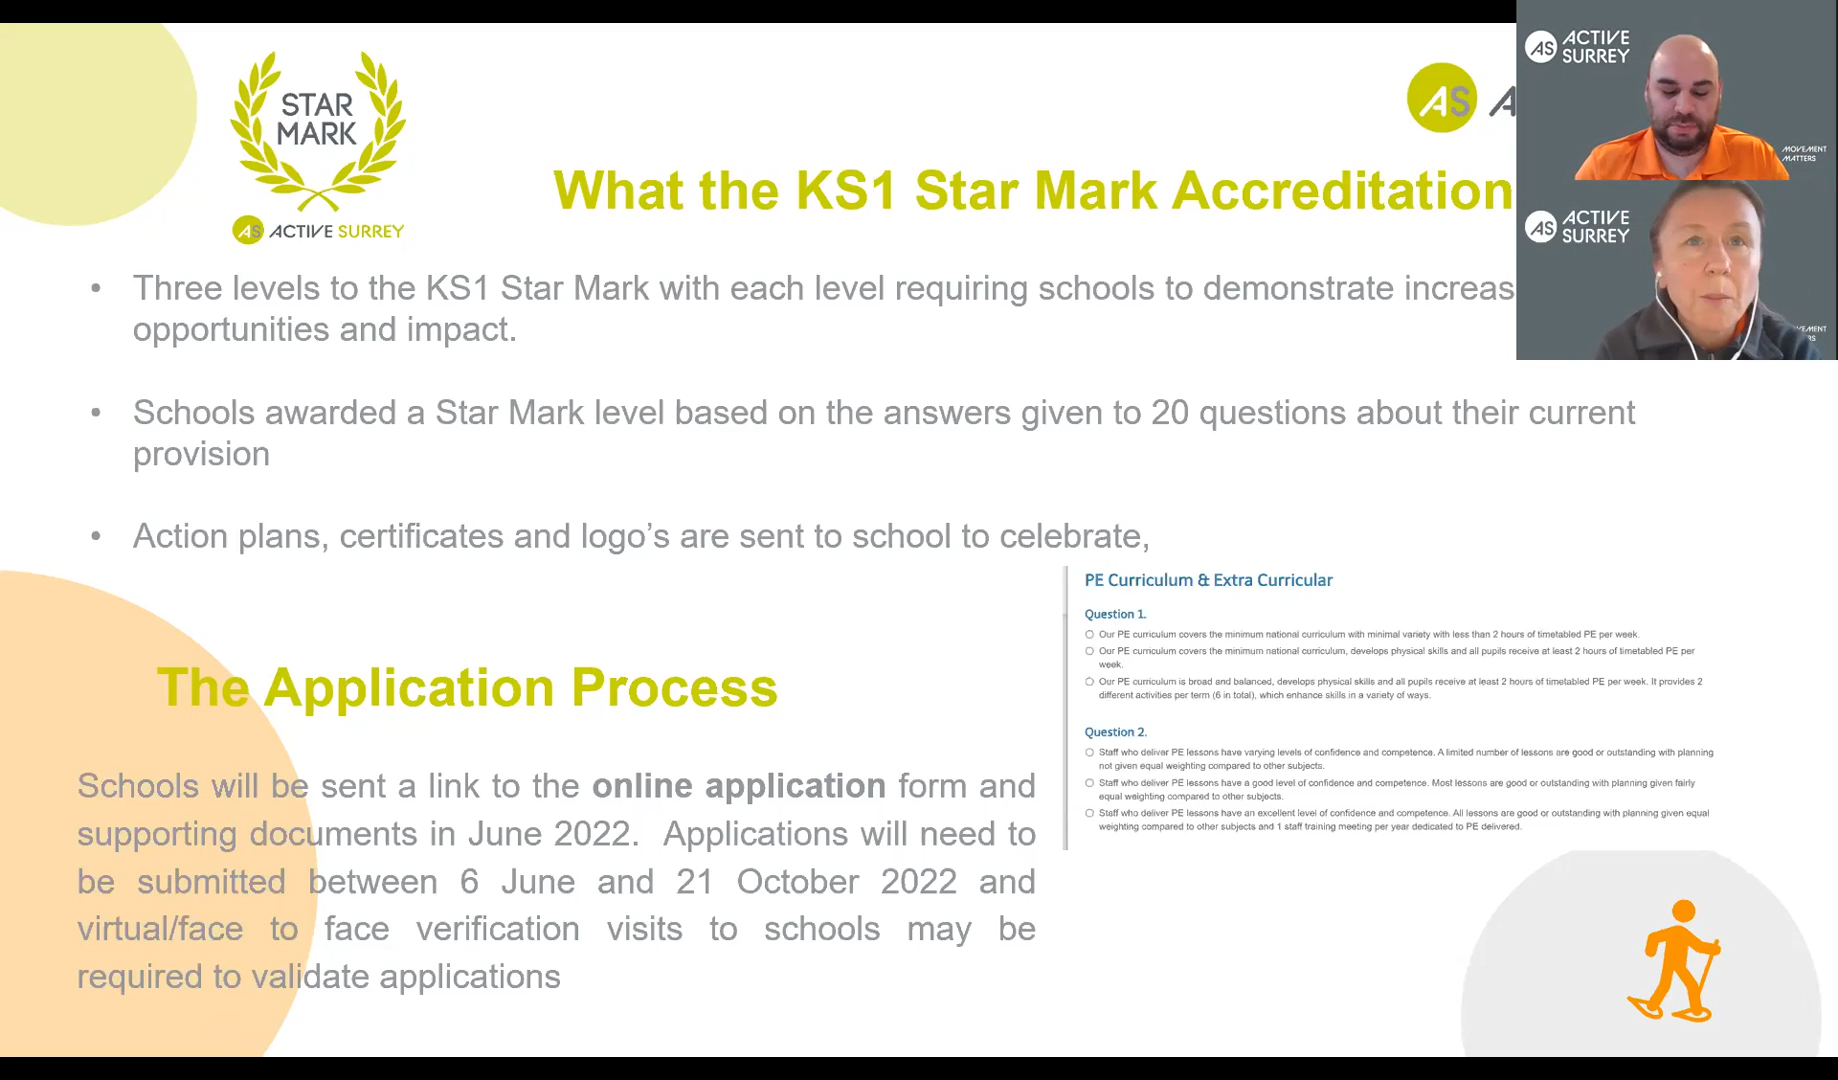 STAR
MARK
AS ACTIVE SURREY
AS A
What the KS1 Star Mark Accreditation
• Three levels to the KS1 Star Mark with each level requiring schools to demonstrate increas
opportunities and impact.
• Schools awarded a Star Mark level based on the answers given to 20 questions about their current
provision
• Action plans, certificates and logo’s are sent to school to celebrate,
The Application Process
Schools will be sent a link to the online application form and
supporting documents in June 2022. Applications will need to
be submitted between 6 June and 21 October 2022 and
virtual/face to face verification visits to schools may be
required to validate applications
PE Curriculum & Extra Curricular
Question 1.
Our PE curriculum covers the minimum national curriculum with minimal variety with less than 2 hours of timetabled PE per week.
Our PE curriculum covers the minimum national curriculum, develops physical skills and all pupils receive at least 2 hours of timetabled PE per
week.
Our PE curriculum is broad and balanced, develops physical skills and all pupils receive at least 2 hours of timetabled PE per week. It provides 2
different activities per term (6 in total), which enhance skills in a variety of ways.
Question 2.
Staff who deliver PE lessons have varying levels of confidence and competence. A limited number of lessons are good or outstanding with planning
not given equal weighting compared to other subjects.
Staff who deliver PE lessons have a good level of confidence and competence. Most lessons are good or outstanding with planning given fairly
equal weighting compared to other subjects.
Staff who deliver PE lessons have an excellent level of confidence and competence. All lessons are good or outstanding with planning given equal
weighting compared to other subjects and 1 staff training meeting per year dedicated to PE delivered.
AS ACTIVE
SURREY
MOVEMENT
MATTERS
AS ACTIVE
SURREY
VEMENT
RS